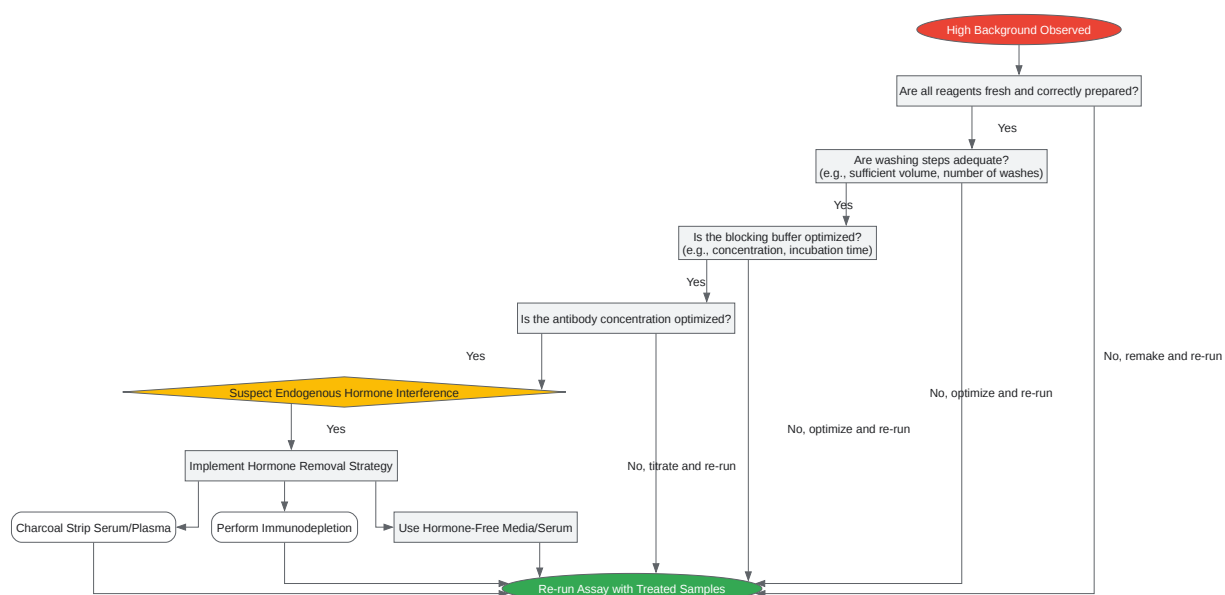 High Background Observed
Are all reagents fresh and correctly prepared?
Yes
Are washing steps adequate?
(e.g., sufficient volume, number of washes)
Yes
Is the blocking buffer optimized?
(e.g., concentration, incubation time)
Yes
Is the antibody concentration optimized?
Yes
No, remake and re-run
Suspect Endogenous Hormone Interference
No, optimize and re-run
Yes
No, optimize and re-run
Implement Hormone Removal Strategy
No, titrate and re-run
Charcoal Strip Serum/Plasma
Perform Immunodepletion
Use Hormone-Free Media/Serum
Re-run Assay with Treated Samples